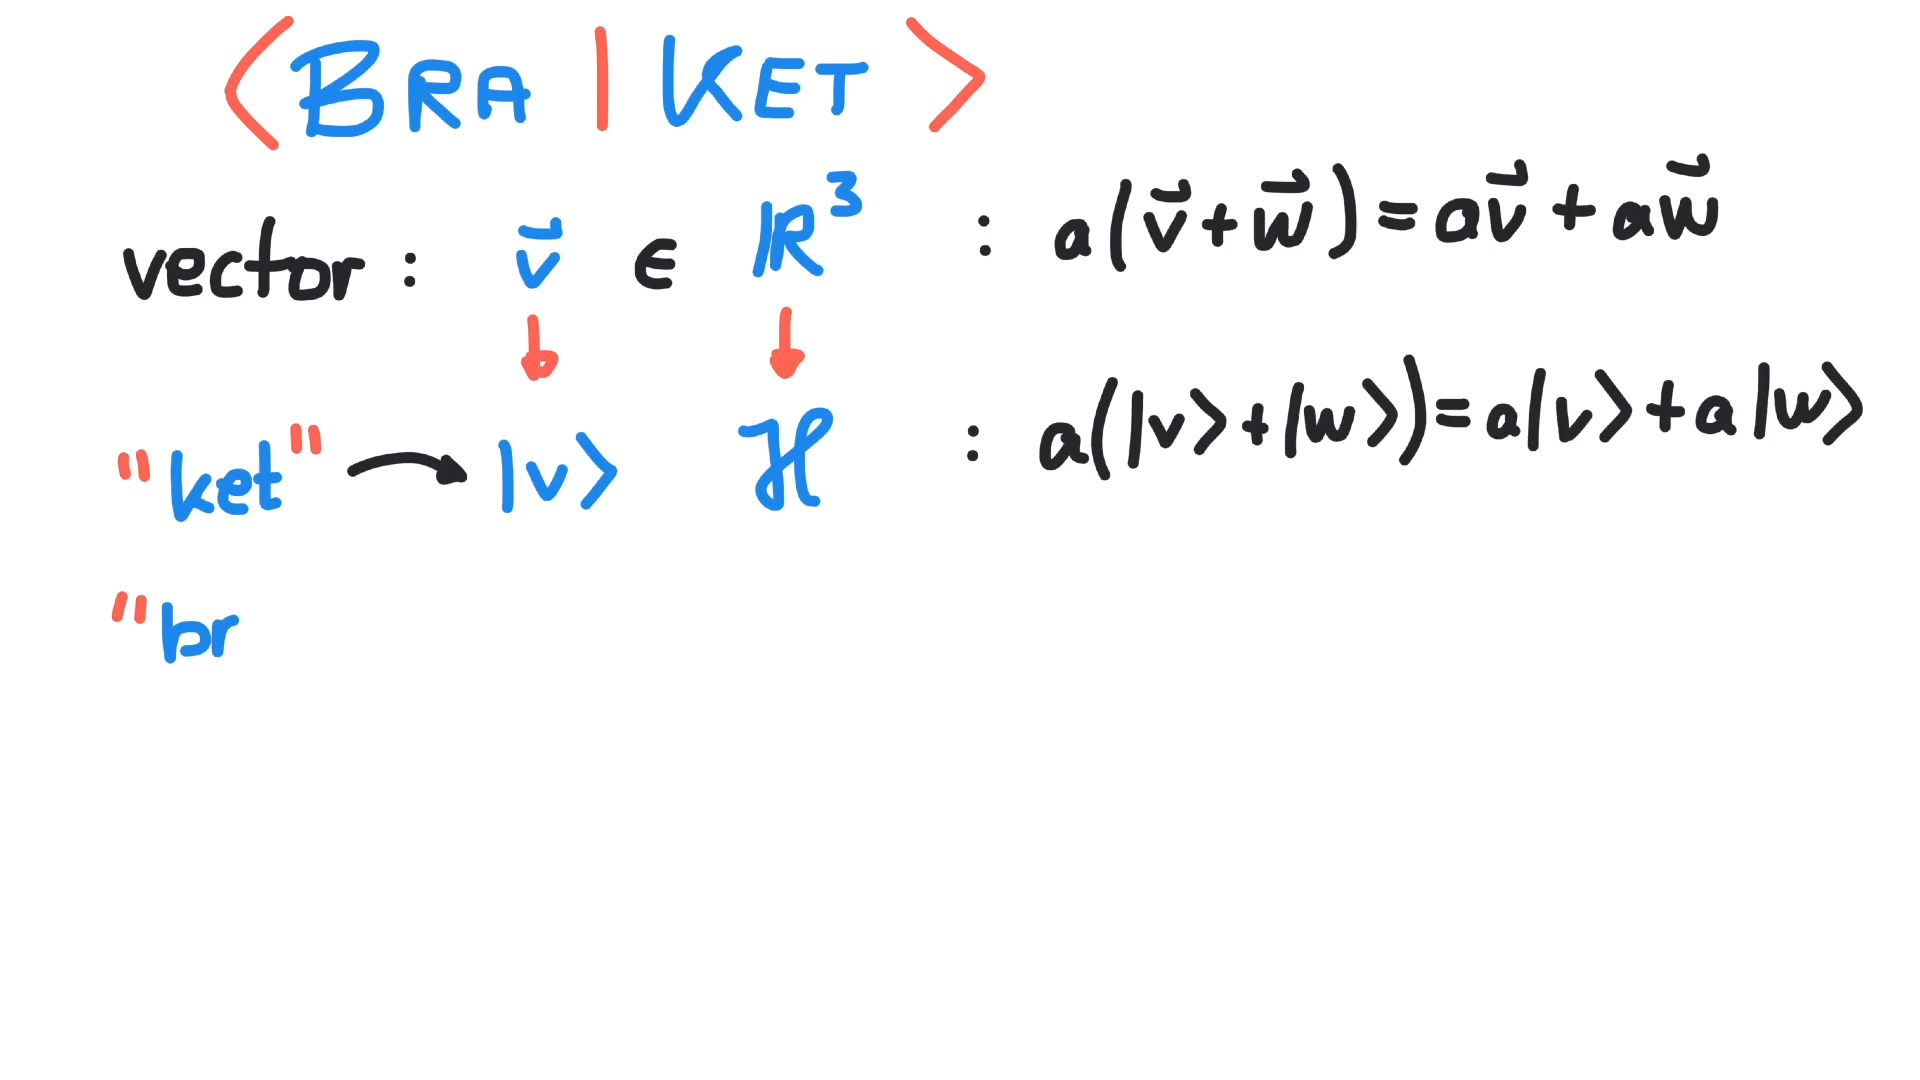 ⟨BRA|KET⟩
vector : v⃗ ∈ ℝ³ : a(v⃗+w⃗)=av⃗+aw⃗
"ket" → |v⟩ ℋ : a(|v⟩+|w⟩)=a|v⟩+a|w⟩
"br